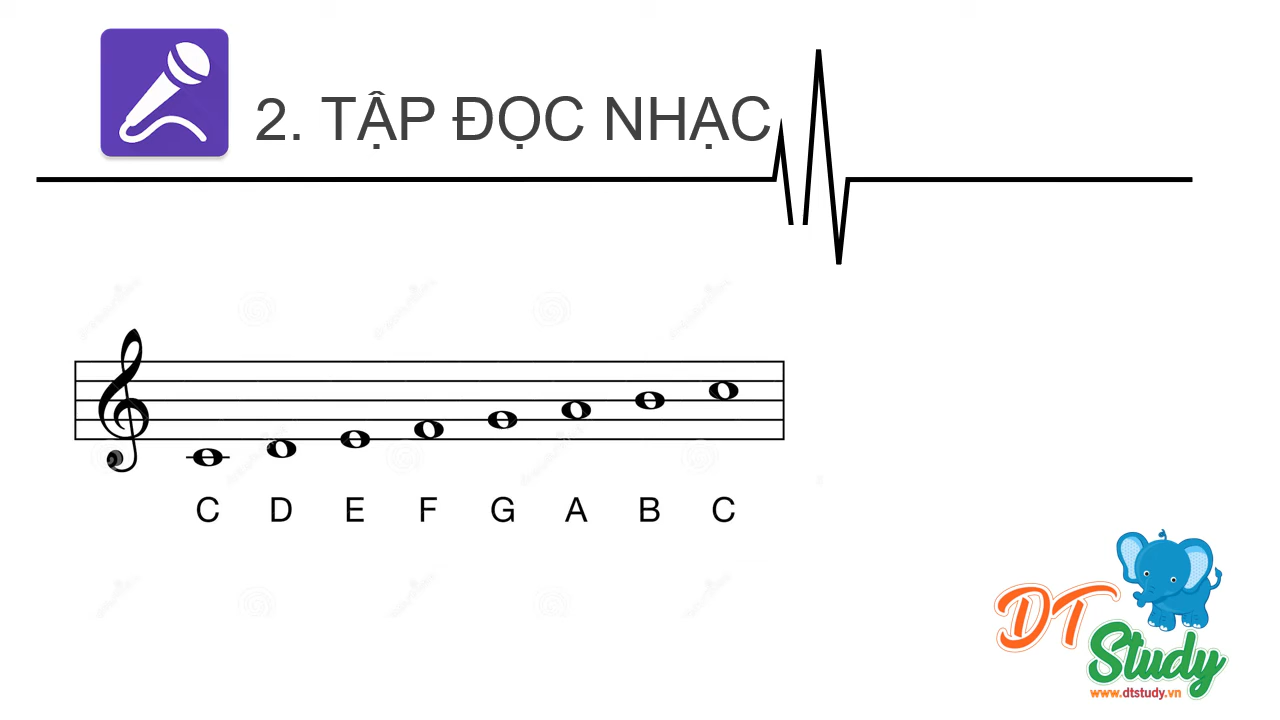 2. TẬP ĐỌC NHẠC
C D E F G A B C
DT
Study
www.dtstudy.vn